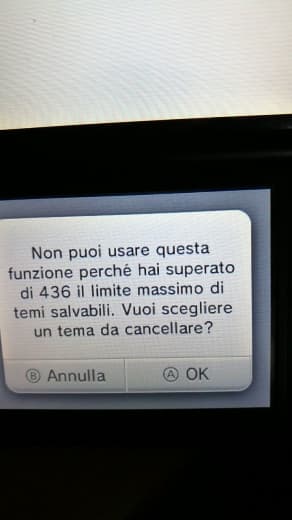 Non puoi usare questa
funzione perchè hai superato
di 436 il limite massimo di
temi salvabili. Vuoi scegliere
un tema da cancellare?
Ⓑ Annulla
Ⓐ OK